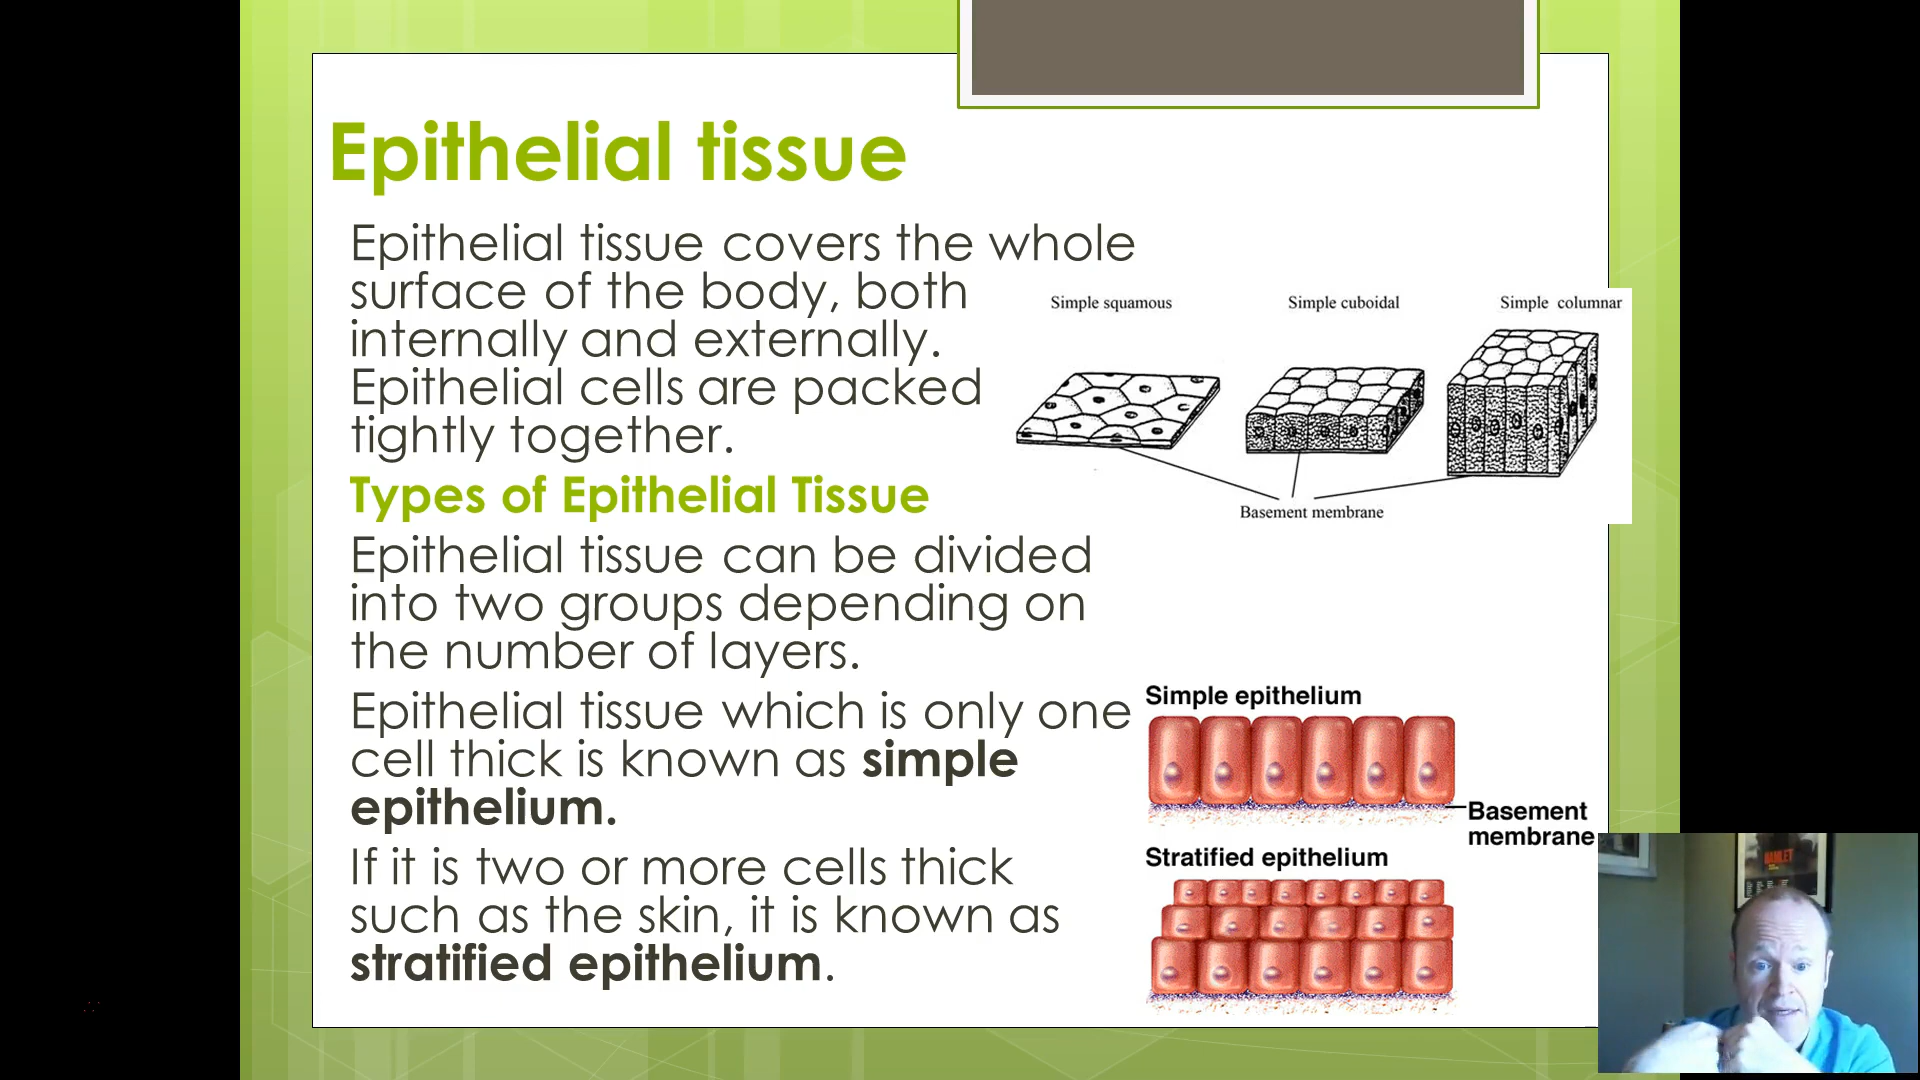 Epithelial tissue
Epithelial tissue covers the whole
surface of the body, both
internally and externally.
Epithelial cells are packed
tightly together.
Types of Epithelial Tissue
Epithelial tissue can be divided
into two groups depending on
the number of layers.
Epithelial tissue which is only one
cell thick is known as simple
epithelium.
If it is two or more cells thick
such as the skin, it is known as
stratified epithelium.
Simple squamous
Simple cuboidal
Simple columnar
Basement membrane
Simple epithelium
Basement
membrane
Stratified epithelium
HAMLET